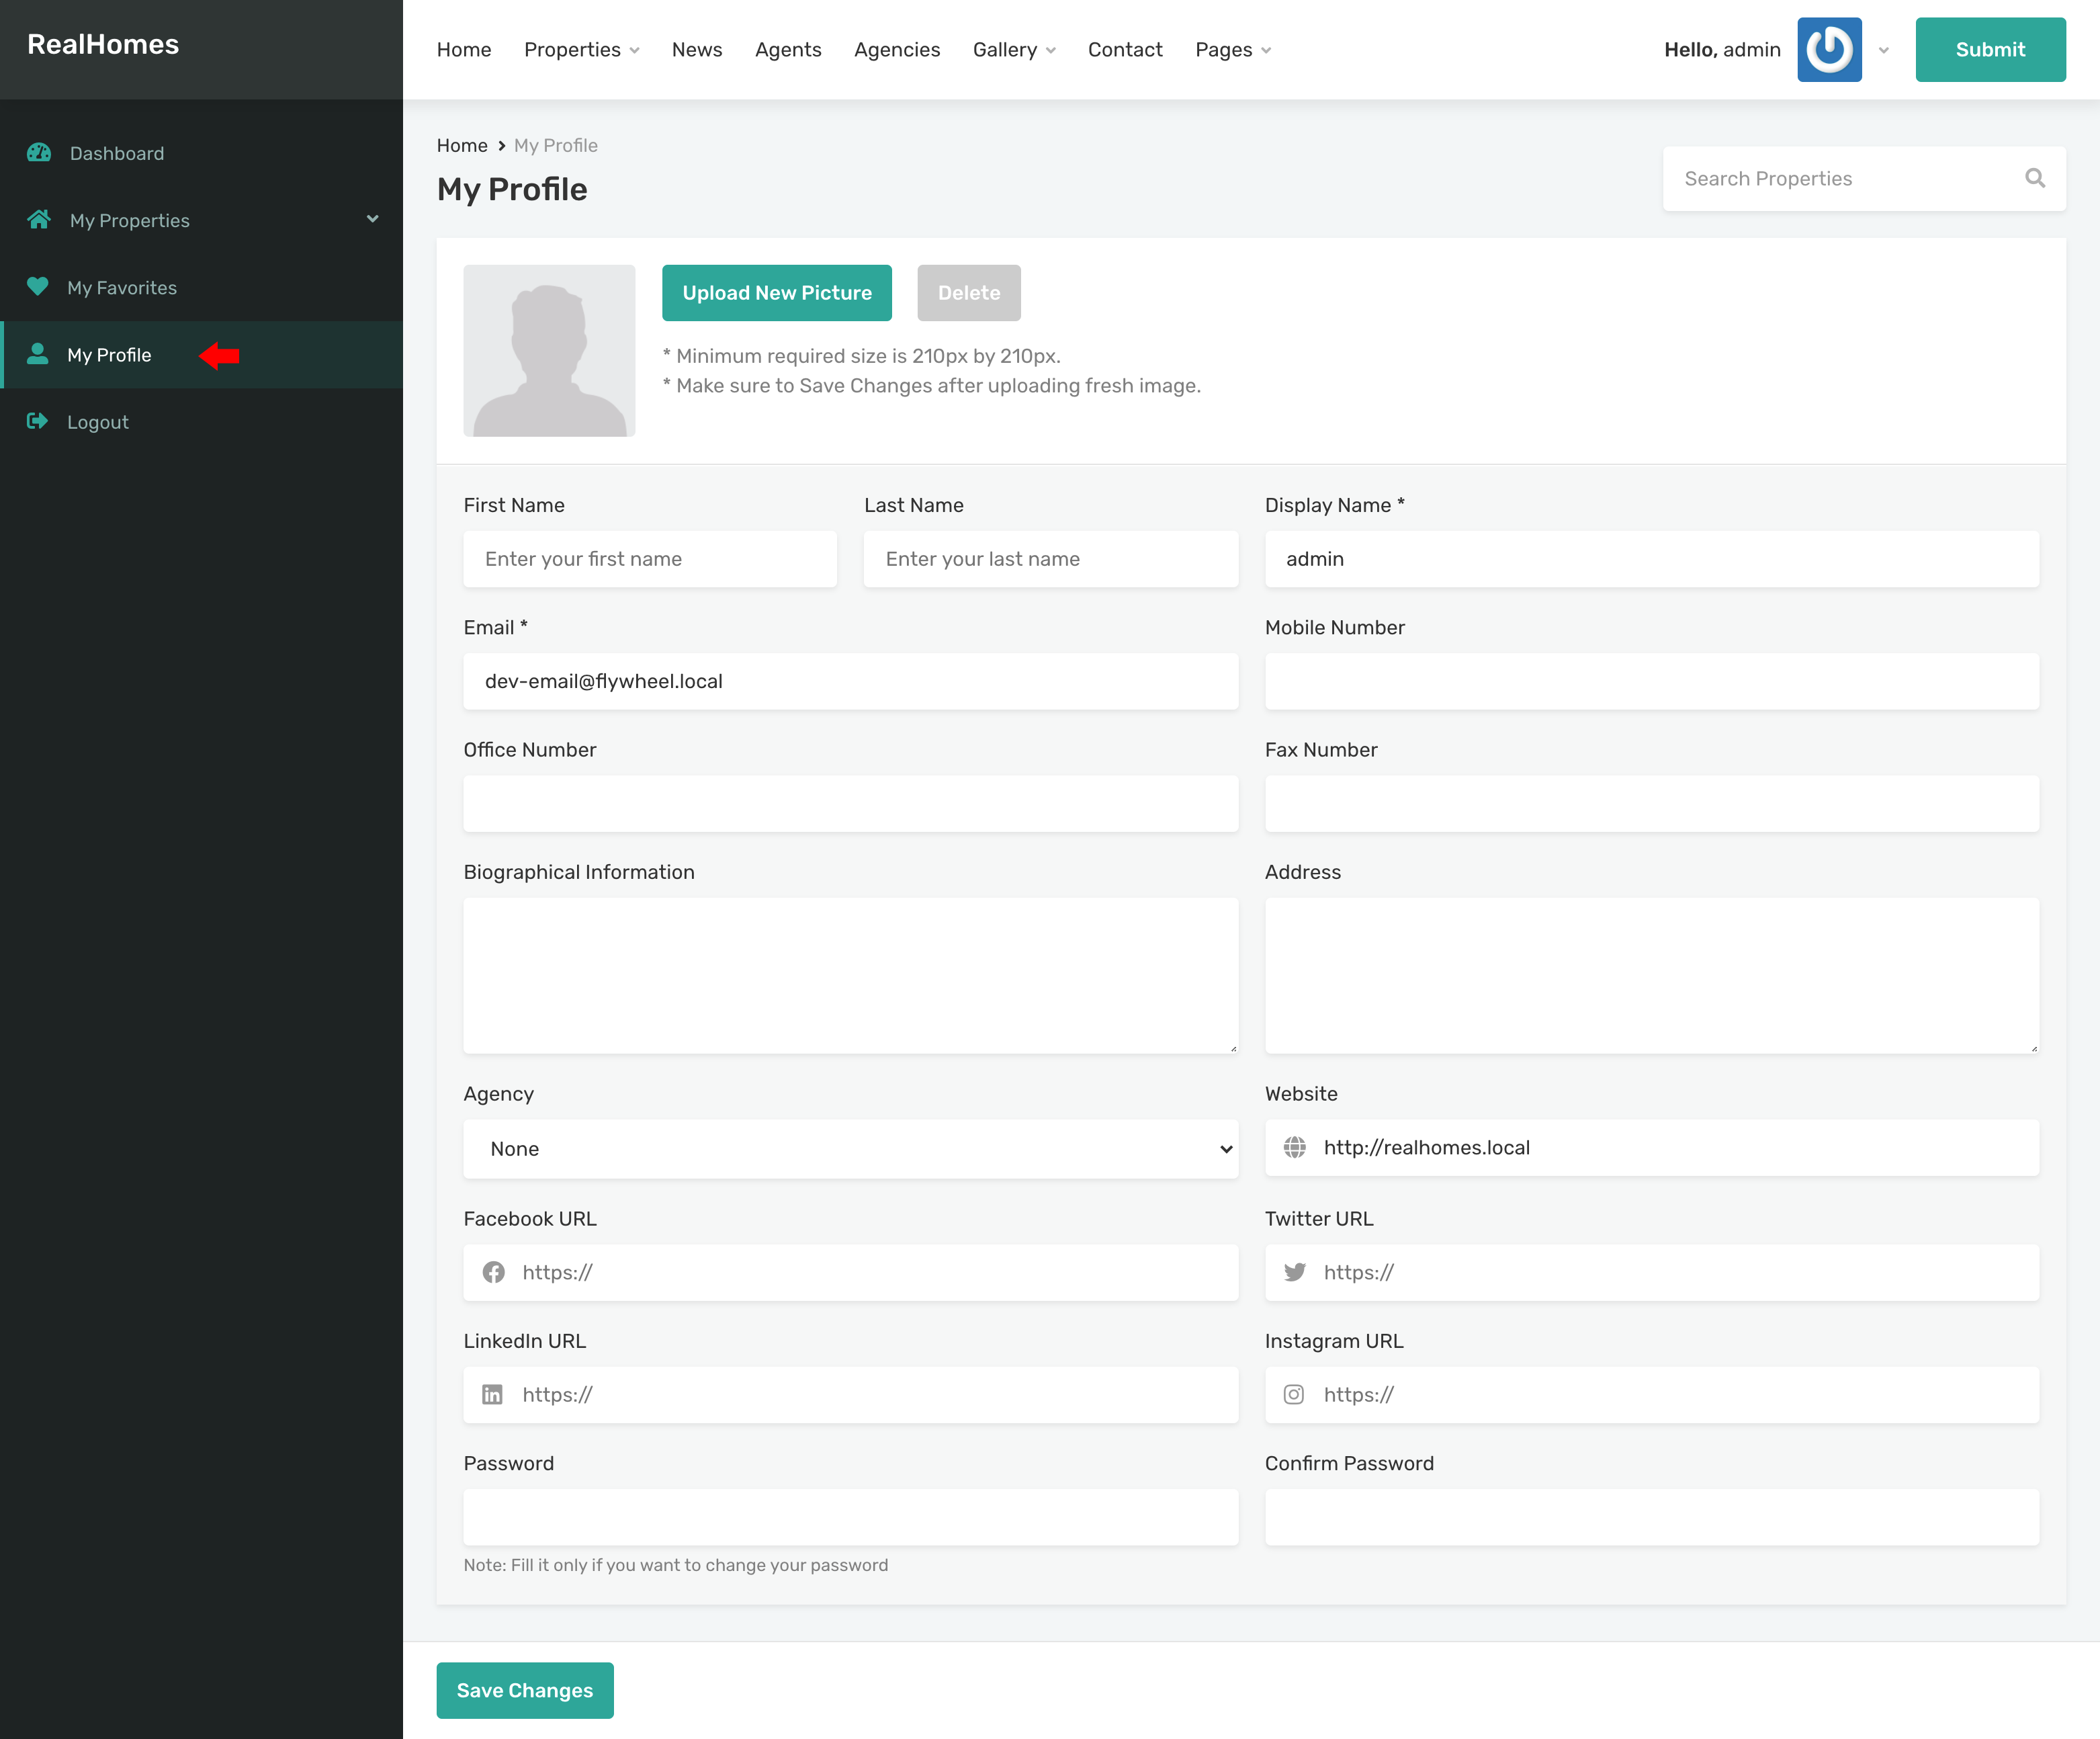 RealHomes
Home Properties News Agents Agencies Gallery Contact Pages
Hello, admin
Submit
Dashboard
My Properties
My Favorites
My Profile
Logout
Home > My Profile
My Profile
Search Properties
Upload New Picture
Delete
* Minimum required size is 210px by 210px.
* Make sure to Save Changes after uploading fresh image.
First Name
Last Name
Display Name *
Enter your first name
Enter your last name
admin
Email *
Mobile Number
dev-email@flywheel.local
Office Number
Fax Number
Biographical Information
Address
Agency
Website
None
http://realhomes.local
Facebook URL
Twitter URL
https://
https://
LinkedIn URL
Instagram URL
https://
https://
Password
Confirm Password
Note: Fill it only if you want to change your password
Save Changes